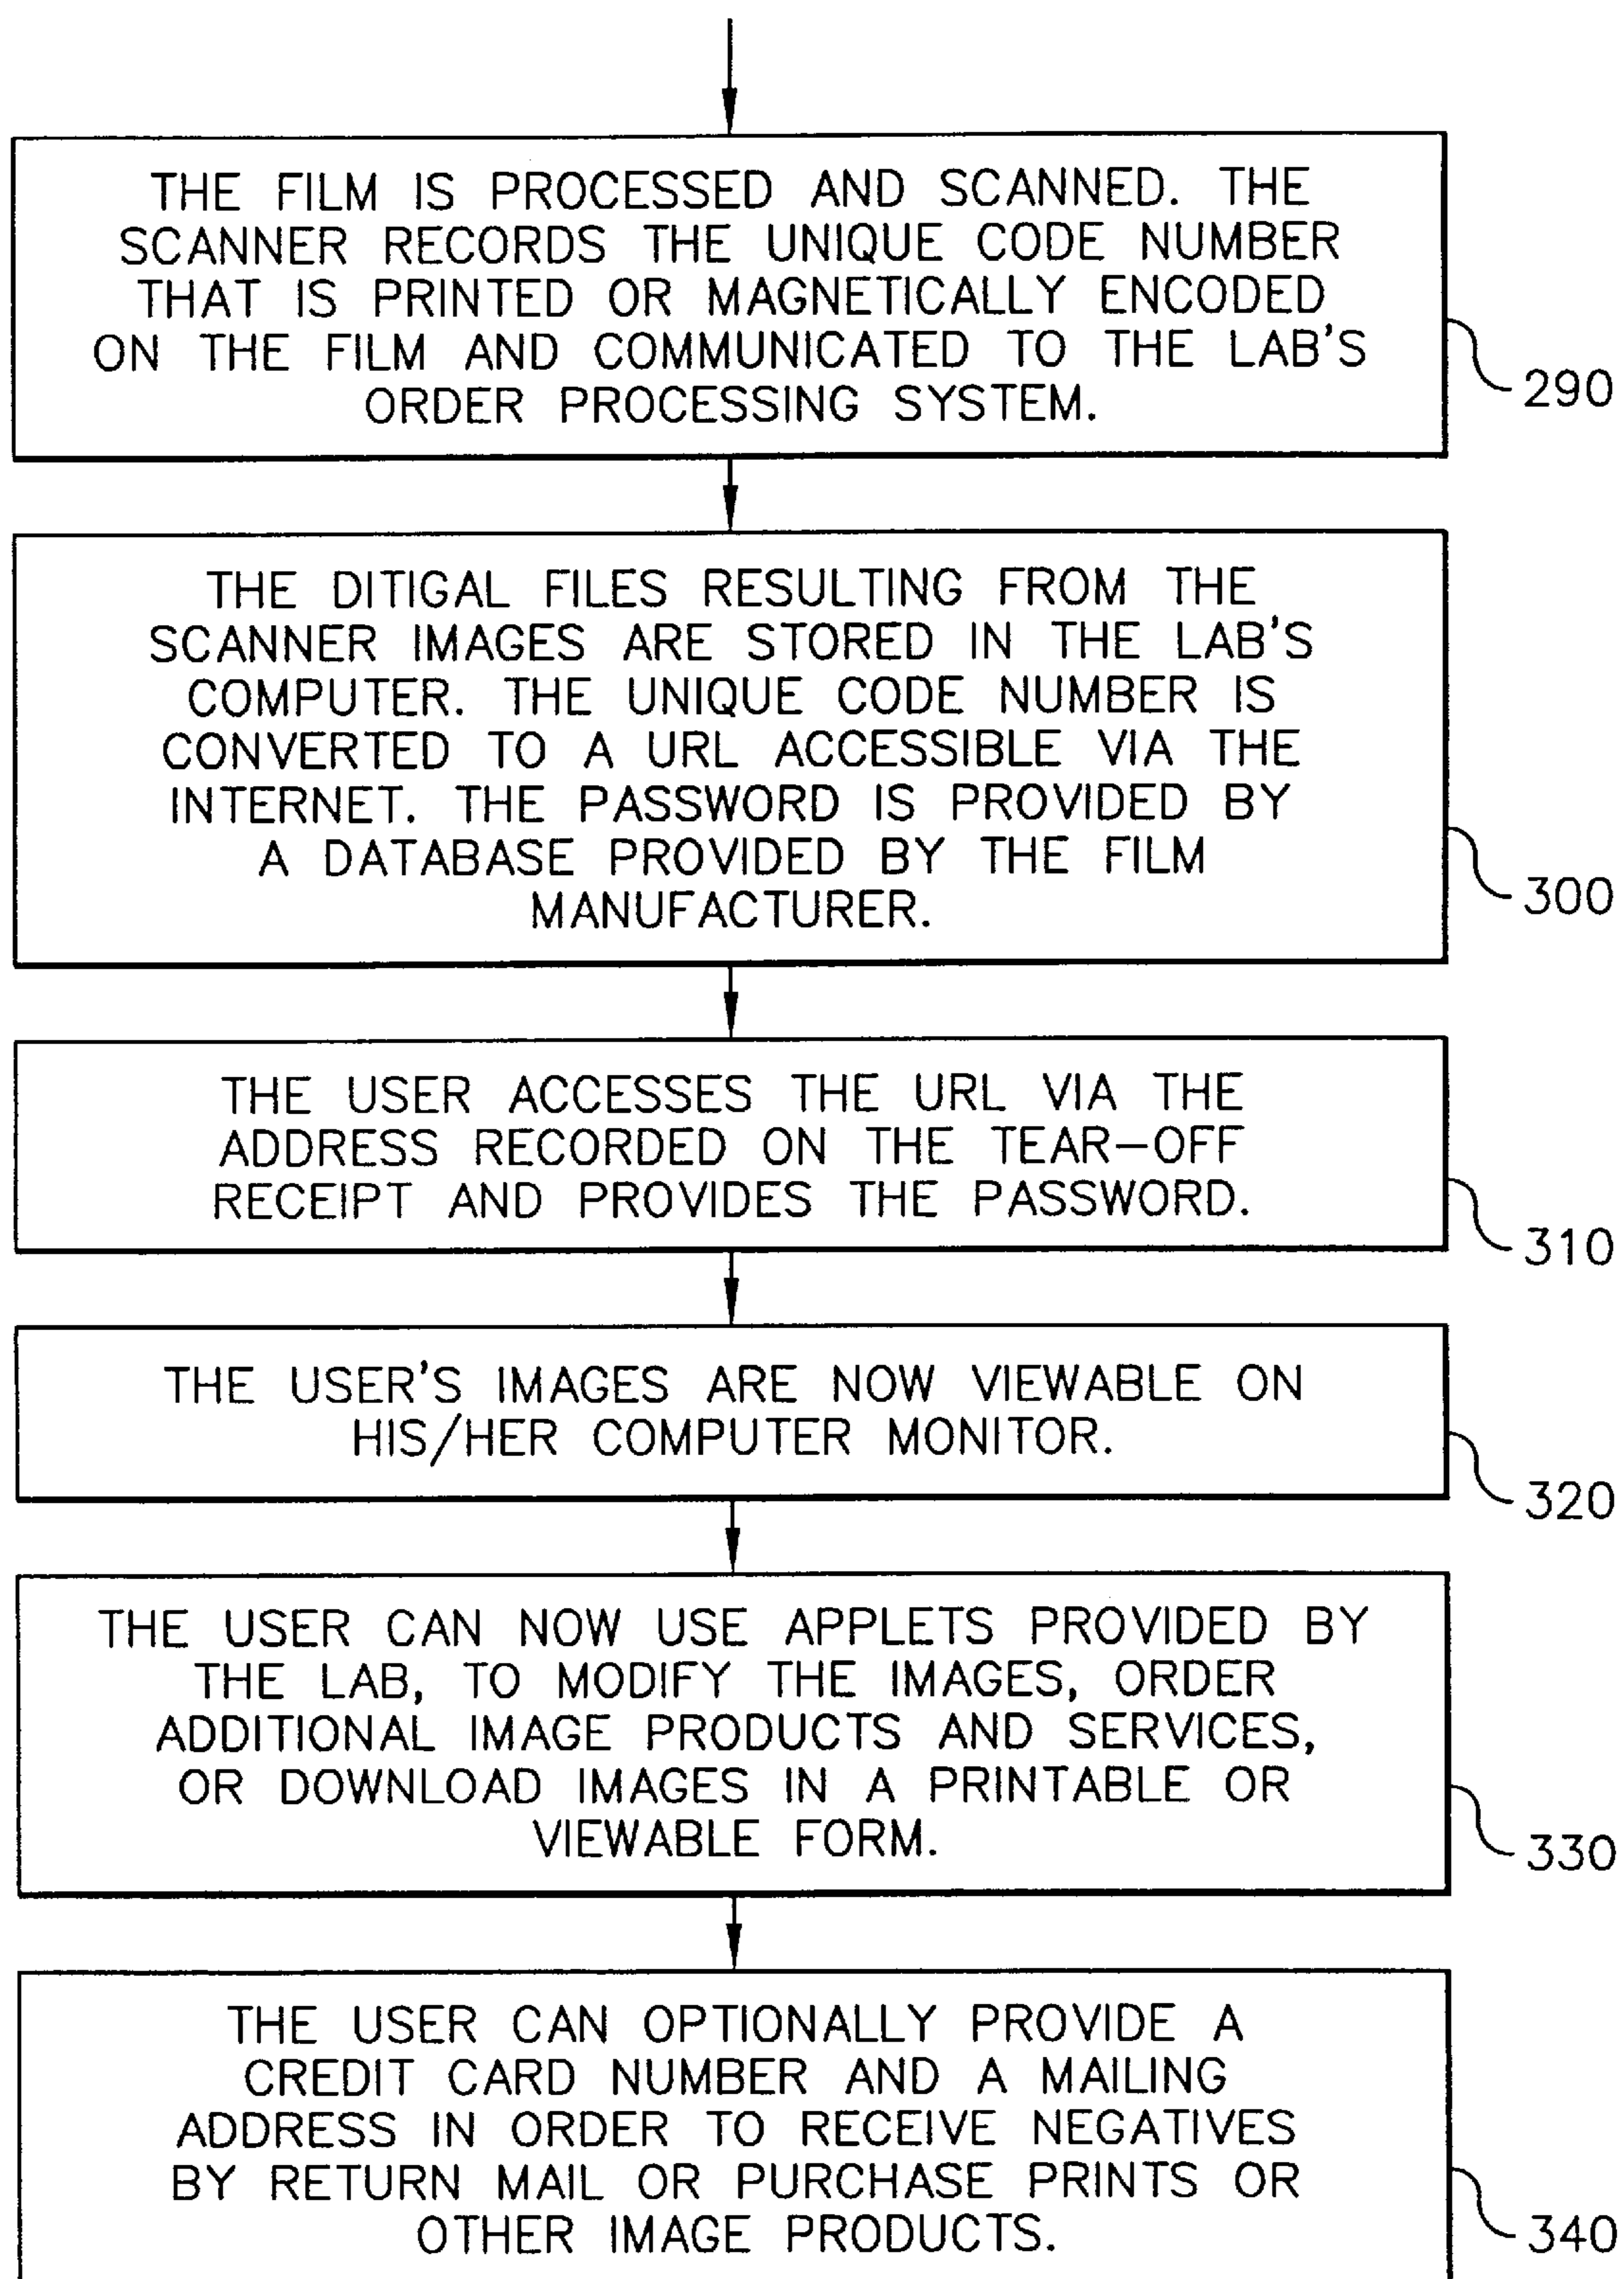 THE FILM IS PROCESSED AND SCANNED. THE
SCANNER RECORDS THE UNIQUE CODE NUMBER
THAT IS PRINTED OR MAGNETICALLY ENCODED
ON THE FILM AND COMMUNICATED TO THE LAB'S
ORDER PROCESSING SYSTEM.
290
THE DITIGAL FILES RESULTING FROM THE
SCANNER IMAGES ARE STORED IN THE LAB'S
COMPUTER. THE UNIQUE CODE NUMBER IS
CONVERTED TO A URL ACCESSIBLE VIA THE
INTERNET. THE PASSWORD IS PROVIDED BY
A DATABASE PROVIDED BY THE FILM
MANUFACTURER.
300
THE USER ACCESSES THE URL VIA THE
ADDRESS RECORDED ON THE TEAR-OFF
RECEIPT AND PROVIDES THE PASSWORD.
310
THE USER'S IMAGES ARE NOW VIEWABLE ON
HIS/HER COMPUTER MONITOR.
320
THE USER CAN NOW USE APPLETS PROVIDED BY
THE LAB, TO MODIFY THE IMAGES, ORDER
ADDITIONAL IMAGE PRODUCTS AND SERVICES,
OR DOWNLOAD IMAGES IN A PRINTABLE OR
VIEWABLE FORM.
330
THE USER CAN OPTIONALLY PROVIDE A
CREDIT CARD NUMBER AND A MAILING
ADDRESS IN ORDER TO RECEIVE NEGATIVES
BY RETURN MAIL OR PURCHASE PRINTS OR
OTHER IMAGE PRODUCTS.
340